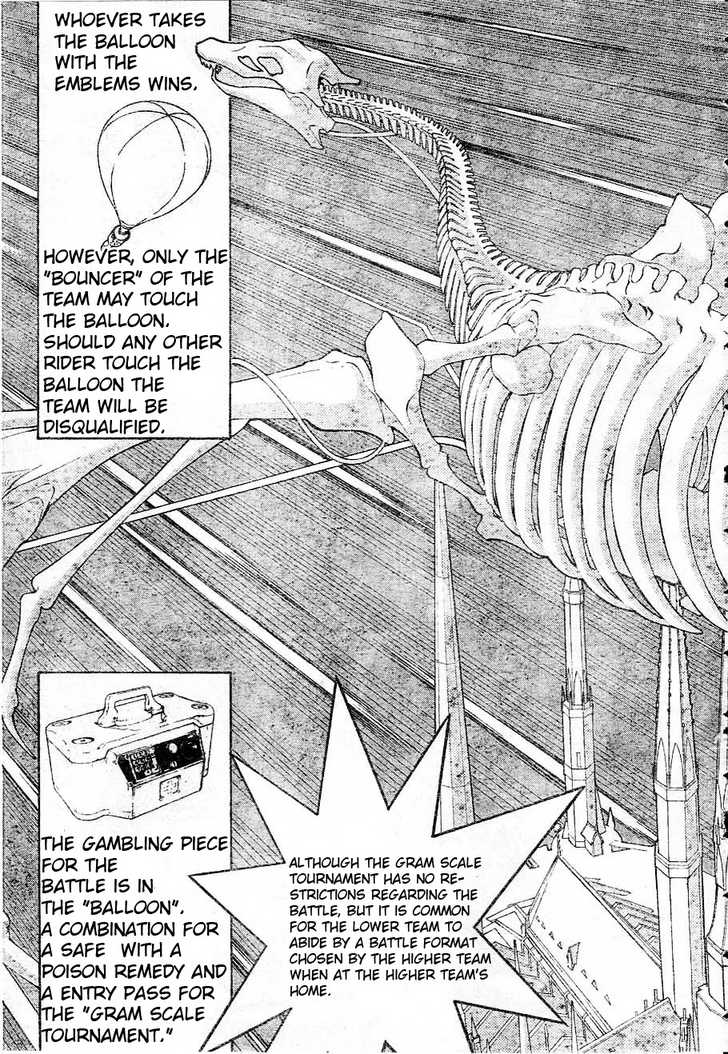 WHOEVER TAKES
THE BALLOON
WITH THE
EMBLEMS WINS.
HOWEVER, ONLY THE
"BOUNCER" OF THE
TEAM MAY TOUCH
THE BALLOON.
SHOULD ANY OTHER
RIDER TOUCH THE
BALLOON THE
TEAM WILL BE
DISQUALIFIED.
THE GAMBLING PIECE
FOR THE
BATTLE IS IN
THE "BALLOON".
A COMBINATION FOR
A SAFE WITH A
POISON REMEDY AND
A ENTRY PASS FOR
THE "GRAM SCALE
TOURNAMENT."
ALTHOUGH THE GRAM SCALE
TOURNAMENT HAS NO RE-
STRICTIONS REGARDING THE
BATTLE, BUT IT IS COMMON
FOR THE LOWER TEAM TO
ABIDE BY A BATTLE FORMAT
CHOSEN BY THE HIGHER TEAM
WHEN AT THE HIGHER TEAM'S
HOME.